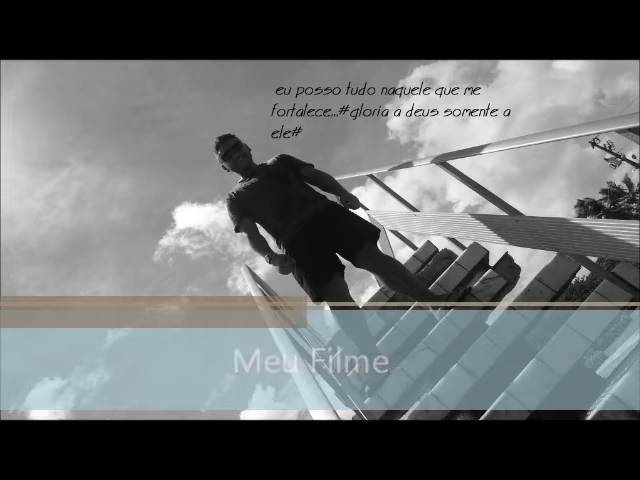 eu posso tudo naquele que me
fortalece...#gloria a deus somente a
ele#
Meu Filme